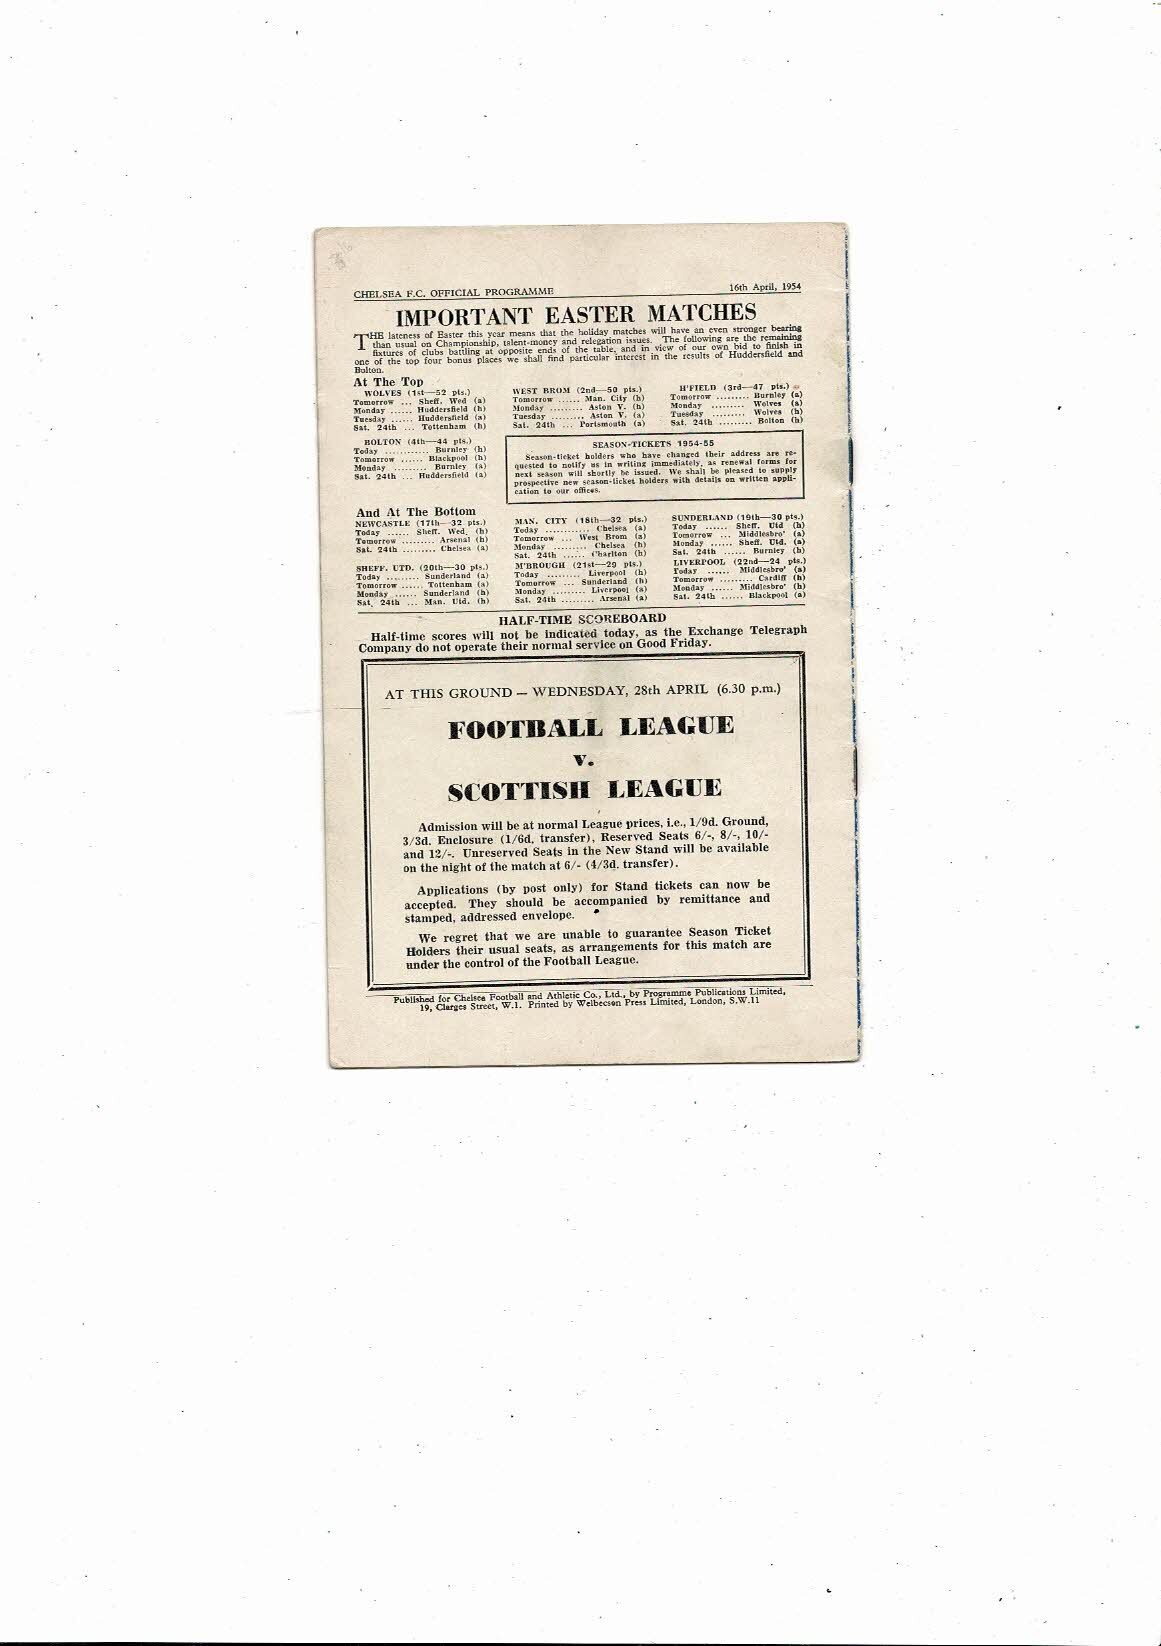 CHELSEA F.C. OFFICIAL PROGRAMME
16th April, 1954
IMPORTANT EASTER MATCHES
THE lateness of Easter this year means that the holiday matches will have an even stronger bearing
than usual on Championship, talent-money and relegation issues. The following are the remaining
fixtures of clubs battling at opposite ends of the table, and in view of our own bid to finish in
one of the top four bonus places we shall find particular interest in the results of Huddersfield and
Bolton.
At The Top
WOLVES (1st—52 pts.)
Tomorrow ... Sheff. Wed (a)
Monday ...... Huddersfield (h)
Tuesday ...... Huddersfield (a)
Sat. 24th ... Tottenham (h)
WEST BROM (2nd—50 pts.)
Tomorrow ...... Man. City (h)
Monday ......... Aston V. (h)
Tuesday ......... Aston V. (a)
Sat. 24th ... Portsmouth (a)
H'FIELD (3rd—47 pts.)
Tomorrow ......... Burnley (a)
Monday ......... Wolves (a)
Tuesday ......... Wolves (h)
Sat. 24th ......... Bolton (h)
BOLTON (4th—44 pts.)
Today ............ Burnley (h)
Tomorrow ...... Blackpool (h)
Monday ......... Burnley (a)
Sat. 24th ... Huddersfield (a)
SEASON-TICKETS 1954-55
Season-ticket holders who have changed their address are re-
quested to notify us in writing immediately, as renewal forms for
next season will shortly be issued. We shall be pleased to supply
prospective new season-ticket holders with details on written appli-
cation to our offices.
And At The Bottom
NEWCASTLE (17th—32 pts.)
Today ...... Sheff. Wed. (h)
Tomorrow ......... Arsenal (h)
Sat. 24th ......... Chelsea (a)
MAN. CITY (18th—32 pts.)
Today ............ Chelsea (a)
Tomorrow ... West Brom (a)
Monday ......... Chelsea (h)
Sat. 24th ...... Charlton (h)
SUNDERLAND (19th—30 pts.)
Today ...... Sheff. Utd (h)
Tomorrow ... Middlesbro' (a)
Monday ...... Sheff. Utd. (a)
Sat. 24th ...... Burnley (h)
SHEFF. UTD. (20th—30 pts.)
Today ......... Sunderland (a)
Tomorrow ...... Tottenham (a)
Monday ...... Sunderland (h)
Sat. 24th ... Man. Utd. (h)
M'BROUGH (21st—29 pts.)
Today ......... Liverpool (h)
Tomorrow ... Sunderland (h)
Monday ......... Liverpool (a)
Sat. 24th ......... Arsenal (a)
LIVERPOOL (22nd—24 pts.)
Today ...... Middlesbro' (a)
Tomorrow ......... Cardiff (h)
Monday ...... Middlesbro' (h)
Sat. 24th ...... Blackpool (a)
HALF-TIME SCOREBOARD
Half-time scores will not be indicated today, as the Exchange Telegraph
Company do not operate their normal service on Good Friday.
AT THIS GROUND — WEDNESDAY, 28th APRIL (6.30 p.m.)
FOOTBALL LEAGUE
v.
SCOTTISH LEAGUE
Admission will be at normal League prices, i.e., 1/9d. Ground,
3/3d. Enclosure (1/6d. transfer), Reserved Seats 6/-, 8/-, 10/-
and 12/-. Unreserved Seats in the New Stand will be available
on the night of the match at 6/- (4/3d. transfer).
Applications (by post only) for Stand tickets can now be
accepted. They should be accompanied by remittance and
stamped, addressed envelope.
We regret that we are unable to guarantee Season Ticket
Holders their usual seats, as arrangements for this match are
under the control of the Football League.
Published for Chelsea Football and Athletic Co., Ltd., by Programme Publications Limited,
19, Clarges Street, W.1. Printed by Welbecson Press Limited, London, S.W.11